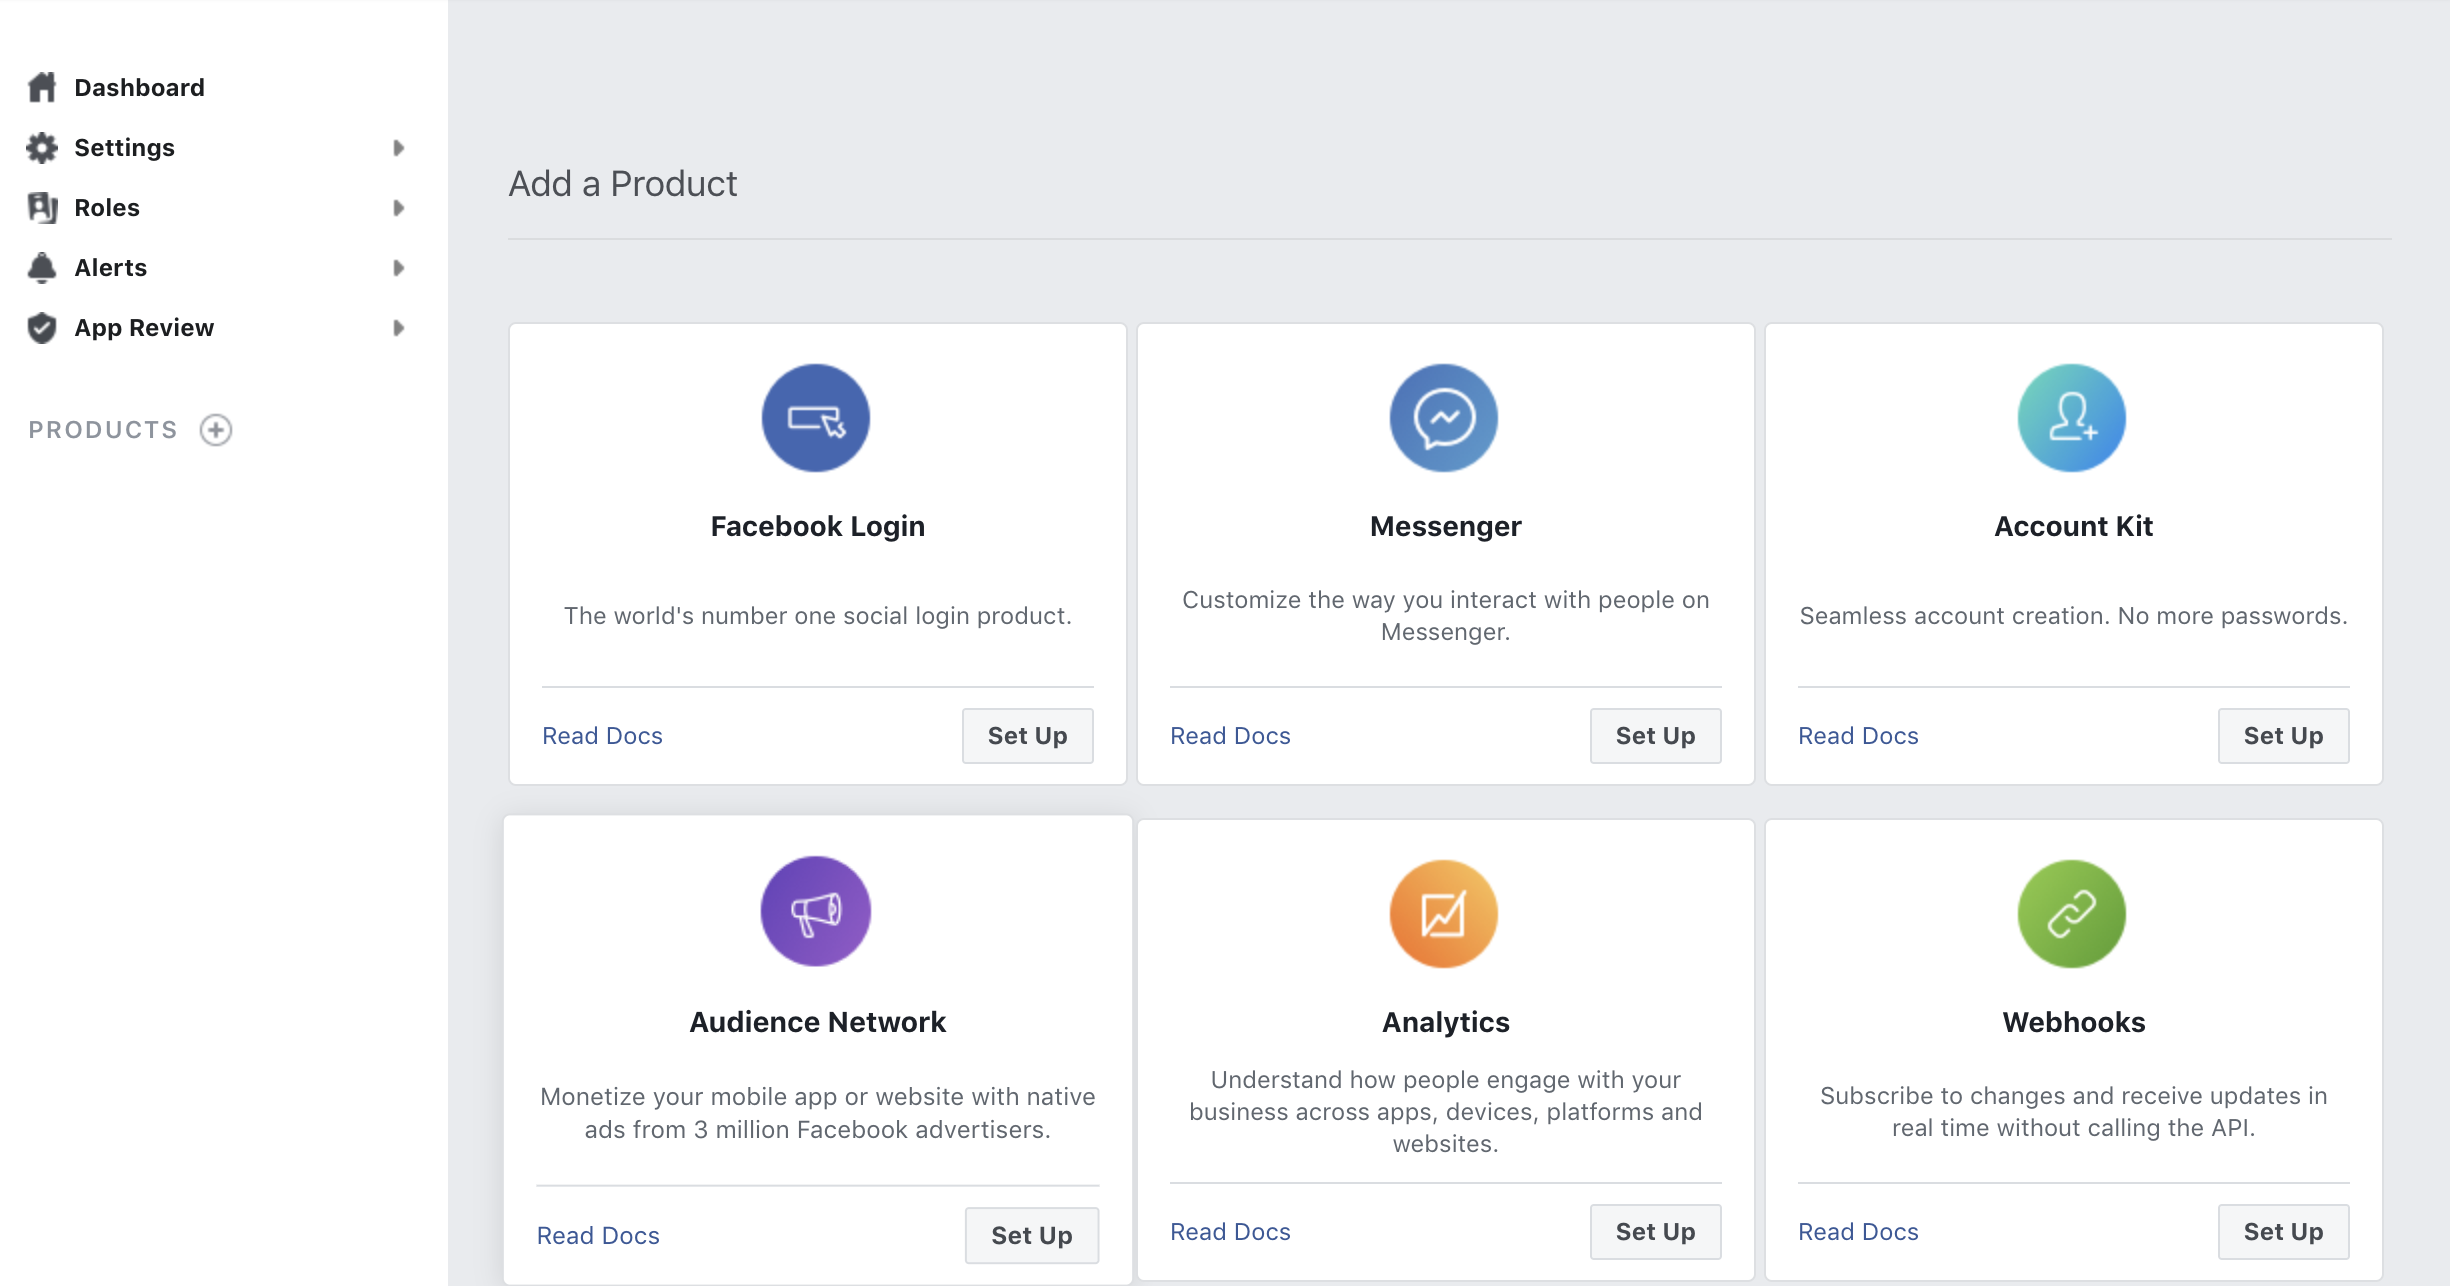 Dashboard
Settings
Roles
Alerts
App Review
PRODUCTS
Add a Product
Facebook Login
The world's number one social login product.
Read Docs
Set Up
Messenger
Customize the way you interact with people on
Messenger.
Read Docs
Set Up
Account Kit
Seamless account creation. No more passwords.
Read Docs
Set Up
Audience Network
Monetize your mobile app or website with native
ads from 3 million Facebook advertisers.
Read Docs
Set Up
Analytics
Understand how people engage with your
business across apps, devices, platforms and
websites.
Read Docs
Set Up
Webhooks
Subscribe to changes and receive updates in
real time without calling the API.
Read Docs
Set Up